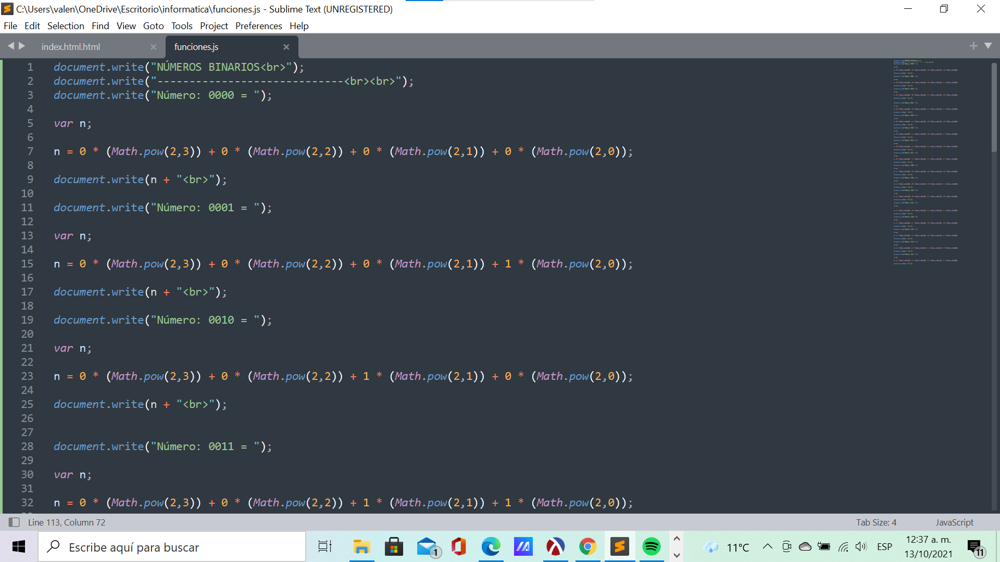 C:\Users\valen\OneDrive\Escritorio\informatica\funciones.js - Sublime Text (UNREGISTERED)
File Edit Selection Find View Goto Tools Project Preferences Help
index.html.html × funciones.js ×
1 document.write("NÚMEROS BINARIOS<br>");
2 document.write("-----------------------------<br><br>");
3 document.write("Número: 0000 = ");
4
5 var n;
6
7 n = 0 * (Math.pow(2,3)) + 0 * (Math.pow(2,2)) + 0 * (Math.pow(2,1)) + 0 * (Math.pow(2,0));
8
9 document.write(n + "<br>");
10
11 document.write("Número: 0001 = ");
12
13 var n;
14
15 n = 0 * (Math.pow(2,3)) + 0 * (Math.pow(2,2)) + 0 * (Math.pow(2,1)) + 1 * (Math.pow(2,0));
16
17 document.write(n + "<br>");
18
19 document.write("Número: 0010 = ");
20
21 var n;
22
23 n = 0 * (Math.pow(2,3)) + 0 * (Math.pow(2,2)) + 1 * (Math.pow(2,1)) + 0 * (Math.pow(2,0));
24
25 document.write(n + "<br>");
26
27
28 document.write("Número: 0011 = ");
29
30 var n;
31
32 n = 0 * (Math.pow(2,3)) + 0 * (Math.pow(2,2)) + 1 * (Math.pow(2,1)) + 1 * (Math.pow(2,0));
Line 113, Column 72 Tab Size: 4 JavaScript
Escribe aquí para buscar
1
11°C
ESP
12:37 a. m.
13/10/2021
11